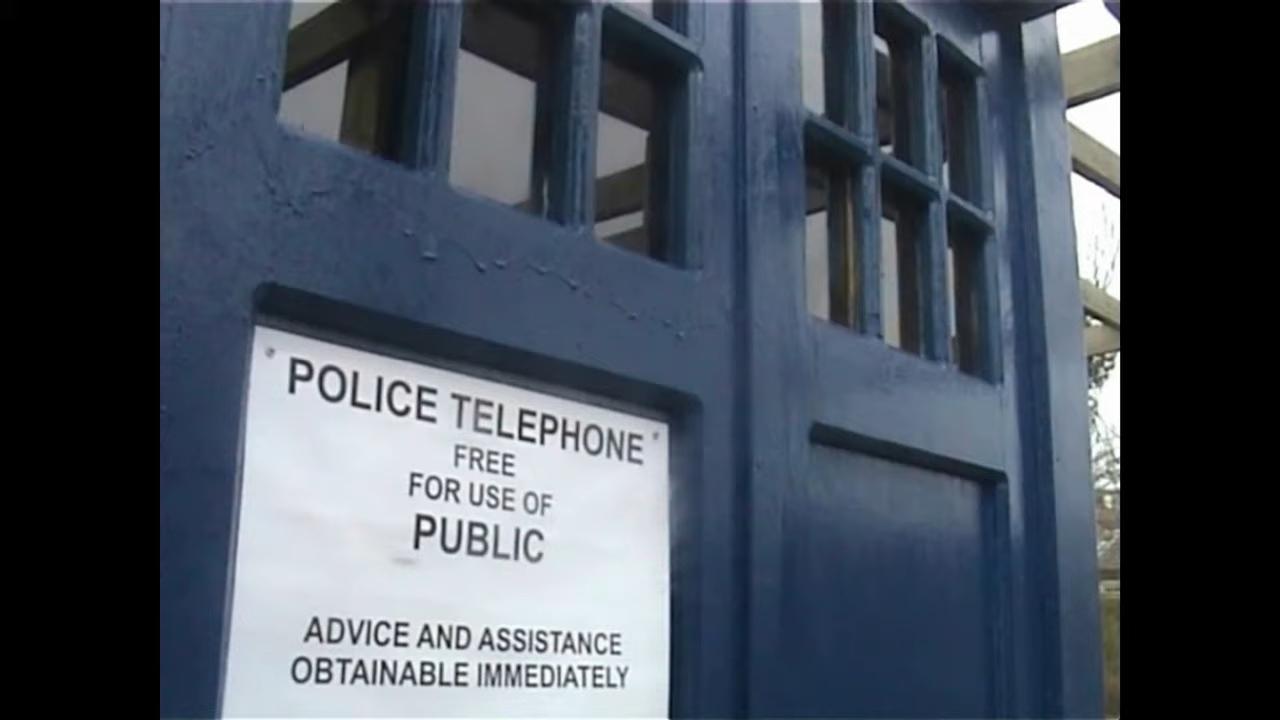 POLICE TELEPHONE
FREE
FOR USE OF
PUBLIC
ADVICE AND ASSISTANCE
OBTAINABLE IMMEDIATELY